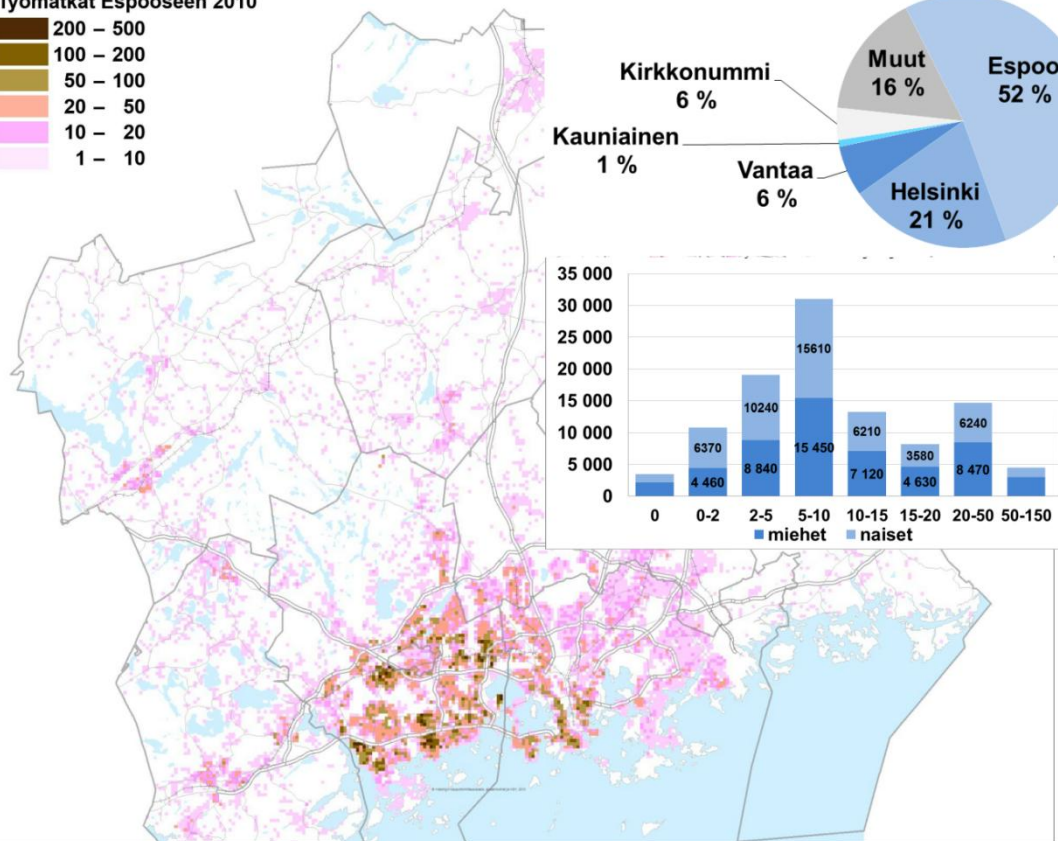 Työmatkat Espooseen 2010
200 – 500
100 – 200
50 – 100
20 – 50
10 – 20
1 – 10
Espoo
52 %
Muut
16 %
Kirkkonummi
6 %
Kauniainen
1 %
Vantaa
6 %
Helsinki
21 %
35 000
30 000
25 000
20 000
15 000
10 000
5 000
0
6370
4 460
10240
8 840
15610
15 450
6210
7 120
3580
4 630
6240
8 470
0 0-2 2-5 5-10 10-15 15-20 20-50 50-150
miehet naiset